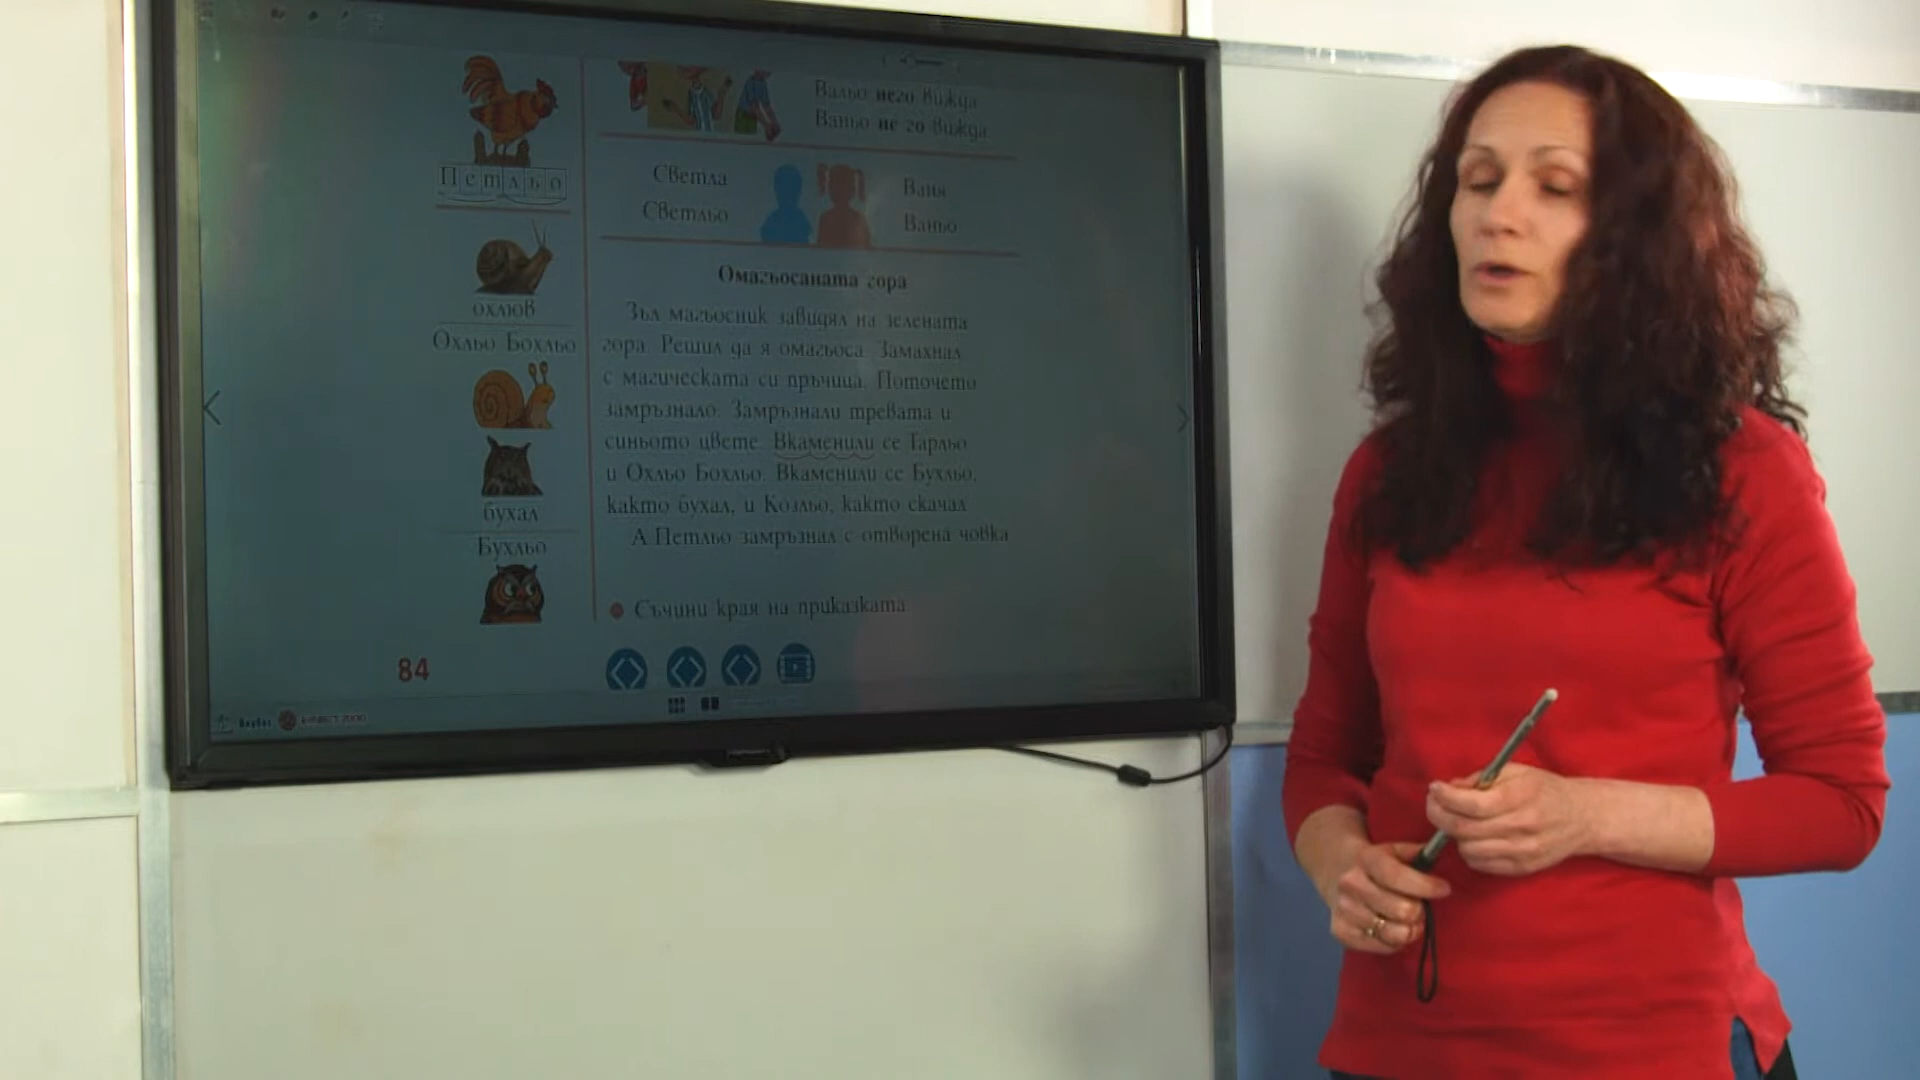 Петльо
охлюв
Охльо Бохльо
бухал
Бухльо
84
Вальо него вижда
Ваньо не го вижда
Светла
Светльо
Ваня
Ваньо
Омагьосаната гора
Зъл магьосник завидял на зелената
гора. Решил да я омагьоса. Замахнал
с магическата си пръчица. Поточето
замръзнало. Замръзнали тревата и
синьото цвете. Вкаменили се Гарльо
и Охльо Бохльо. Вкаменили се Бухльо,
както бухал, и Козльо, както скачал
А Петльо замръзнал с отворена човка
Съчини края на приказката